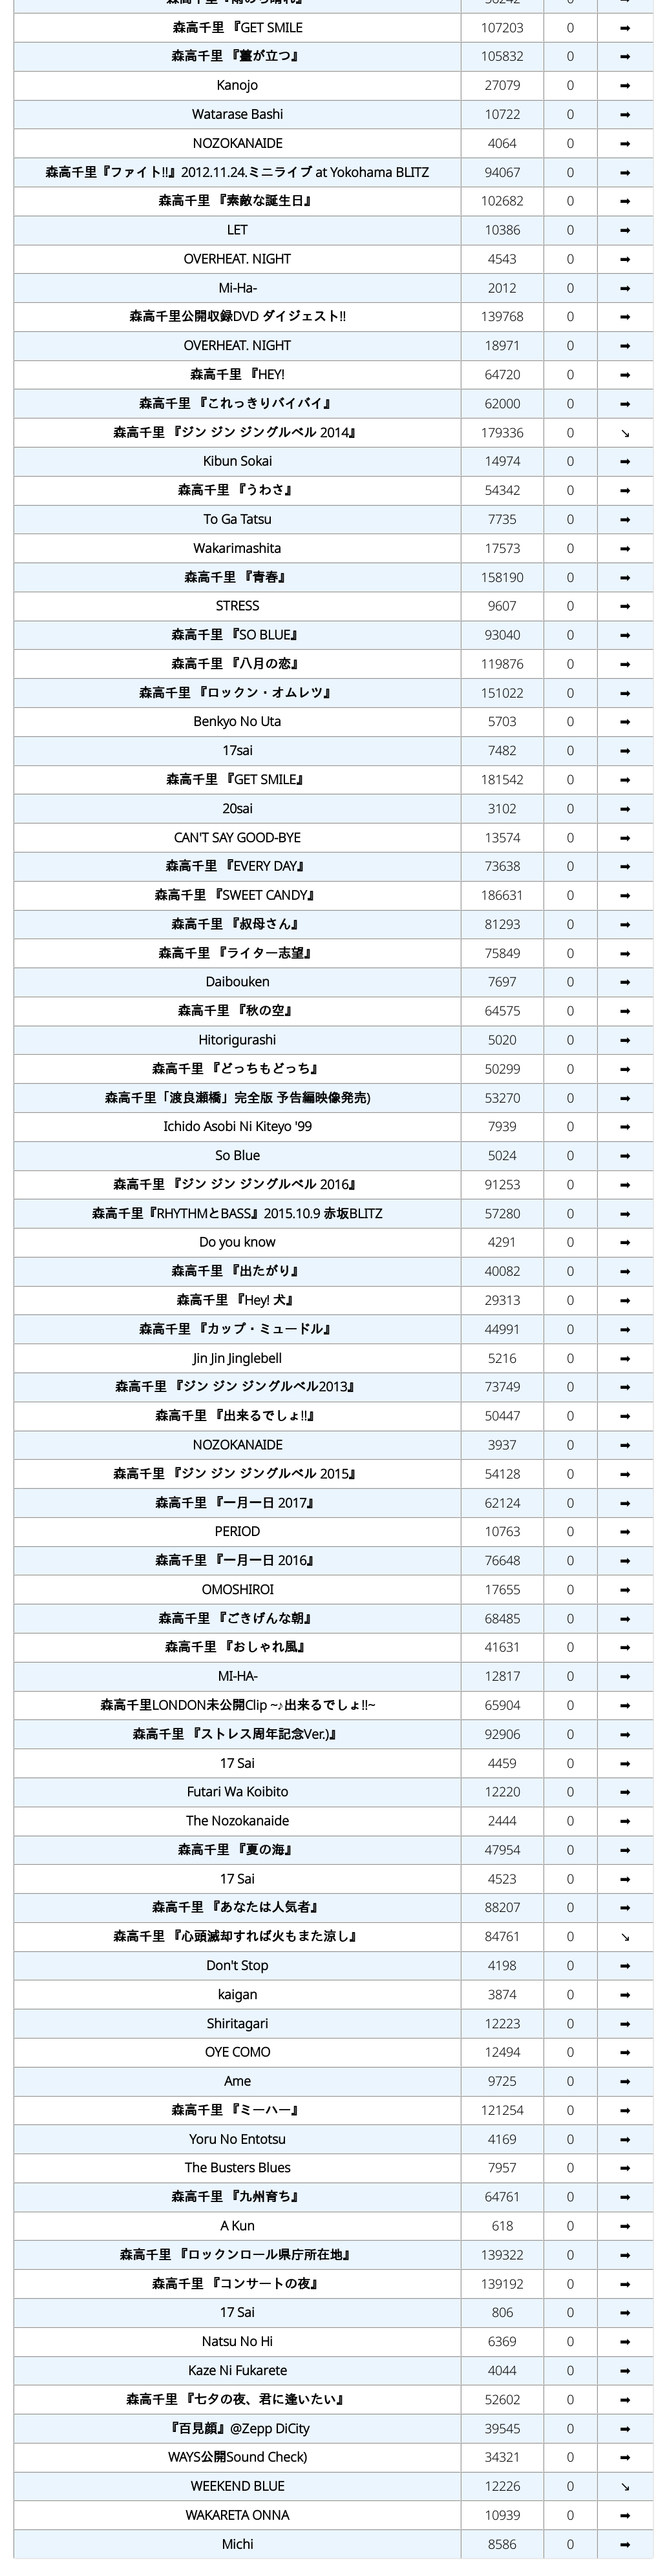 森高千里 『GET SMILE 107203 0 ➡
森高千里 『薹が立つ』 105832 0 ➡
Kanojo 27079 0 ➡
Watarase Bashi 10722 0 ➡
NOZOKANAIDE 4064 0 ➡
森高千里『ファイト!!』2012.11.24.ミニライブ at Yokohama BLITZ 94067 0 ➡
森高千里 『素敵な誕生日』 102682 0 ➡
LET 10386 0 ➡
OVERHEAT. NIGHT 4543 0 ➡
Mi-Ha- 2012 0 ➡
森高千里公開収録DVD ダイジェスト!! 139768 0 ➡
OVERHEAT. NIGHT 18971 0 ➡
森高千里 『HEY! 64720 0 ➡
森高千里 『これっきりバイバイ』 62000 0 ➡
森高千里 『ジン ジン ジングルベル 2014』 179336 0 ↘
Kibun Sokai 14974 0 ➡
森高千里 『うわさ』 54342 0 ➡
To Ga Tatsu 7735 0 ➡
Wakarimashita 17573 0 ➡
森高千里 『青春』 158190 0 ➡
STRESS 9607 0 ➡
森高千里 『SO BLUE』 93040 0 ➡
森高千里 『八月の恋』 119876 0 ➡
森高千里 『ロックン・オムレツ』 151022 0 ➡
Benkyo No Uta 5703 0 ➡
17sai 7482 0 ➡
森高千里 『GET SMILE』 181542 0 ➡
20sai 3102 0 ➡
CAN'T SAY GOOD-BYE 13574 0 ➡
森高千里 『EVERY DAY』 73638 0 ➡
森高千里 『SWEET CANDY』 186631 0 ➡
森高千里 『叔母さん』 81293 0 ➡
森高千里 『ライター志望』 75849 0 ➡
Daibouken 7697 0 ➡
森高千里 『秋の空』 64575 0 ➡
Hitorigurashi 5020 0 ➡
森高千里 『どっちもどっち』 50299 0 ➡
森高千里「渡良瀬橋」完全版 予告編映像発売) 53270 0 ➡
Ichido Asobi Ni Kiteyo '99 7939 0 ➡
So Blue 5024 0 ➡
森高千里 『ジン ジン ジングルベル 2016』 91253 0 ➡
森高千里『RHYTHMとBASS』2015.10.9 赤坂BLITZ 57280 0 ➡
Do you know 4291 0 ➡
森高千里 『出たがり』 40082 0 ➡
森高千里 『Hey! 犬』 29313 0 ➡
森高千里 『カップ・ミュードル』 44991 0 ➡
Jin Jin Jinglebell 5216 0 ➡
森高千里 『ジン ジン ジングルベル2013』 73749 0 ➡
森高千里 『出来るでしょ!!』 50447 0 ➡
NOZOKANAIDE 3937 0 ➡
森高千里 『ジン ジン ジングルベル 2015』 54128 0 ➡
森高千里 『一月一日 2017』 62124 0 ➡
PERIOD 10763 0 ➡
森高千里 『一月一日 2016』 76648 0 ➡
OMOSHIROI 17655 0 ➡
森高千里 『ごきげんな朝』 68485 0 ➡
森高千里 『おしゃれ風』 41631 0 ➡
MI-HA- 12817 0 ➡
森高千里LONDON未公開Clip ~♪出来るでしょ!!~ 65904 0 ➡
森高千里 『ストレス周年記念Ver.)』 92906 0 ➡
17 Sai 4459 0 ➡
Futari Wa Koibito 12220 0 ➡
The Nozokanaide 2444 0 ➡
森高千里 『夏の海』 47954 0 ➡
17 Sai 4523 0 ➡
森高千里 『あなたは人気者』 88207 0 ➡
森高千里 『心頭滅却すれば火もまた涼し』 84761 0 ↘
Don't Stop 4198 0 ➡
kaigan 3874 0 ➡
Shiritagari 12223 0 ➡
OYE COMO 12494 0 ➡
Ame 9725 0 ➡
森高千里 『ミーハー』 121254 0 ➡
Yoru No Entotsu 4169 0 ➡
The Busters Blues 7957 0 ➡
森高千里 『九州育ち』 64761 0 ➡
A Kun 618 0 ➡
森高千里 『ロックンロール県庁所在地』 139322 0 ➡
森高千里 『コンサートの夜』 139192 0 ➡
17 Sai 806 0 ➡
Natsu No Hi 6369 0 ➡
Kaze Ni Fukarete 4044 0 ➡
森高千里 『七夕の夜、君に逢いたい』 52602 0 ➡
『百見顔』@Zepp DiCity 39545 0 ➡
WAYS公開Sound Check) 34321 0 ➡
WEEKEND BLUE 12226 0 ↘
WAKARETA ONNA 10939 0 ➡
Michi 8586 0 ➡